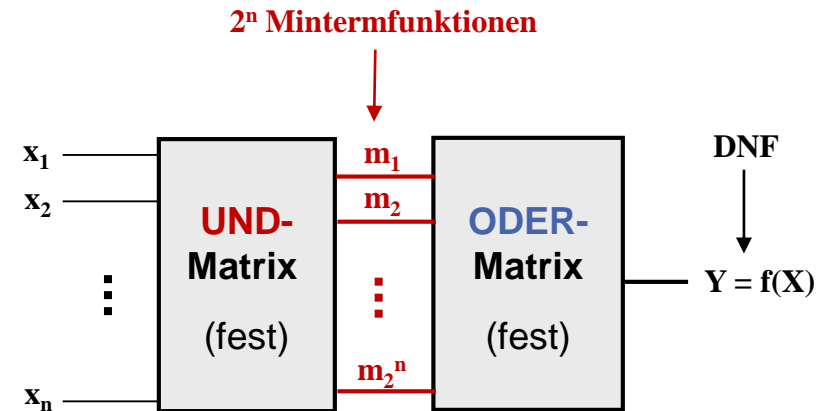 2ⁿ Mintermfunktionen
x₁
x₂
⋮
xₙ
UND-
Matrix
(fest)
m₁
m₂
⋮
m₂ⁿ
ODER-
Matrix
(fest)
DNF
Y = f(X)